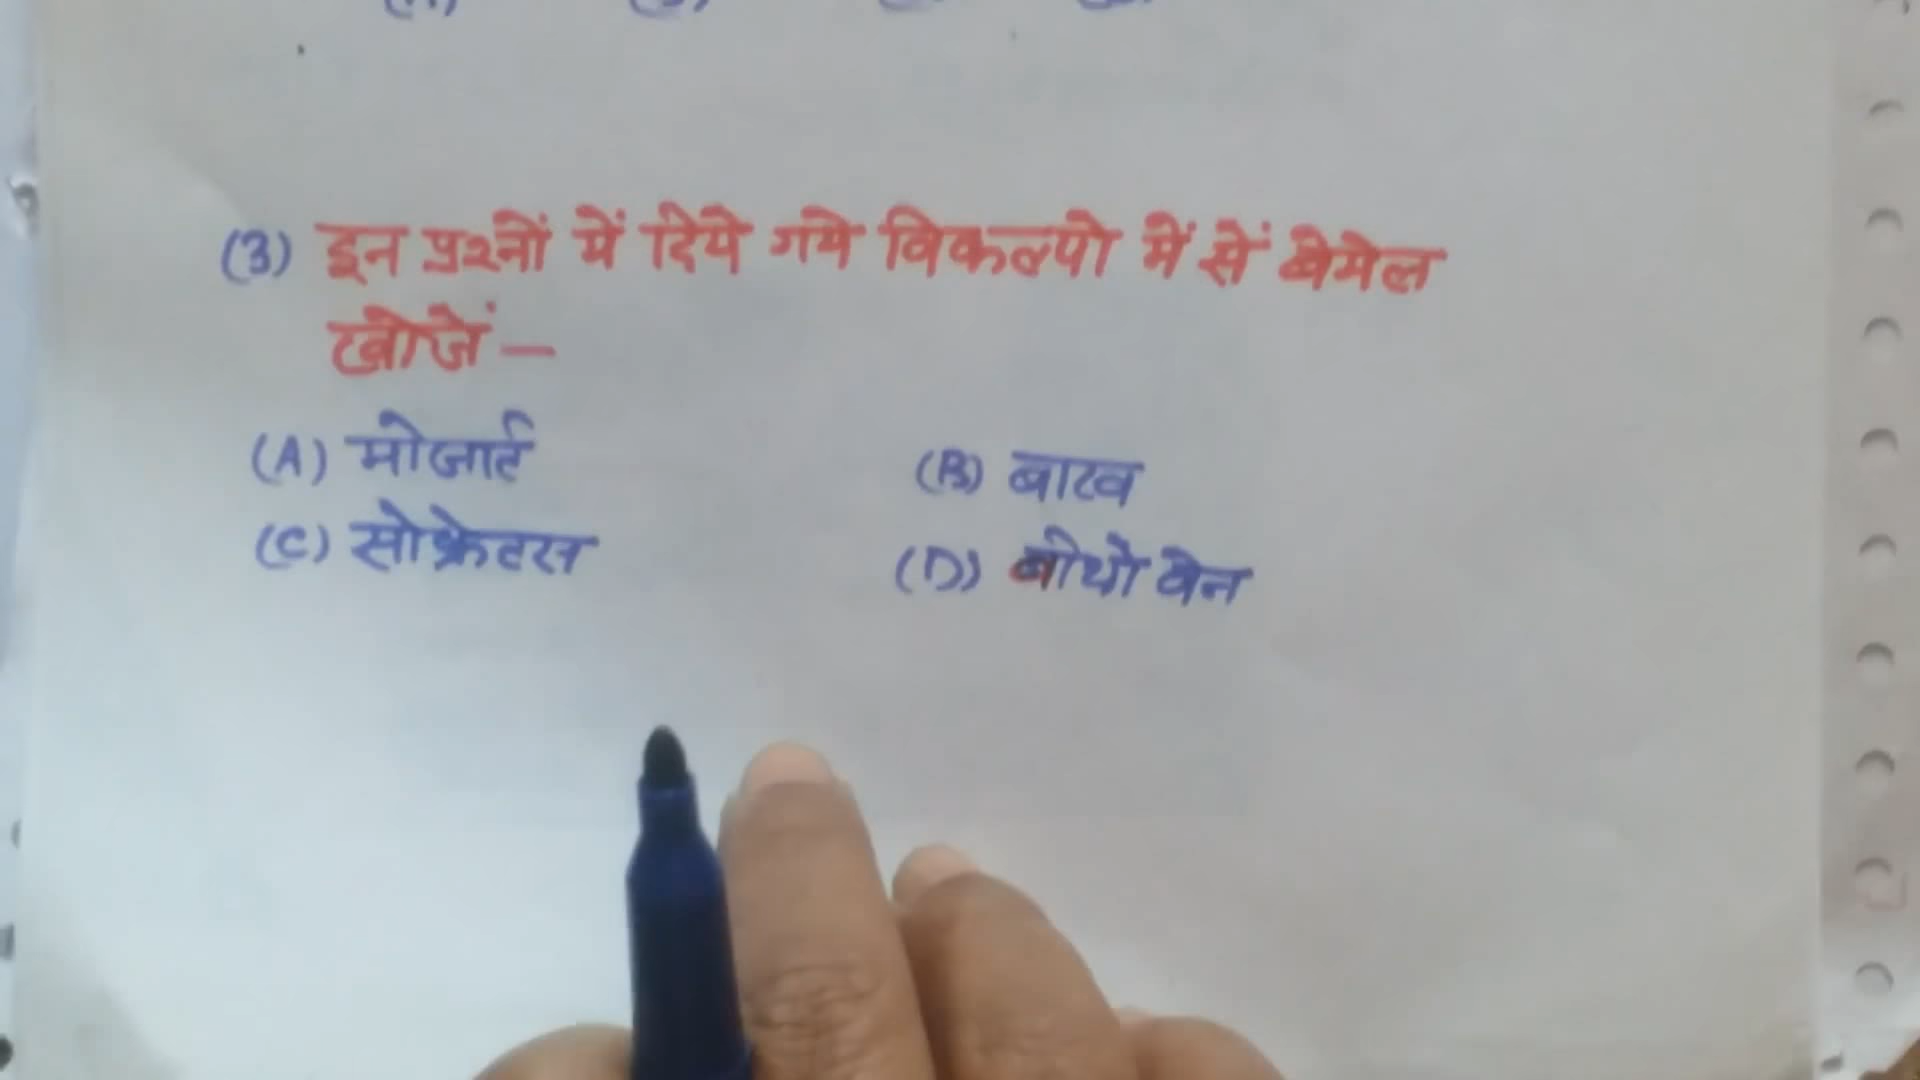 (3) इन प्रश्नों में दिये गये विकल्पो में सें बेमेल
खोजें —
(A) मोजार्ट
(B) बाख
(C) सोक्रेटस
(D) बीथोवेन